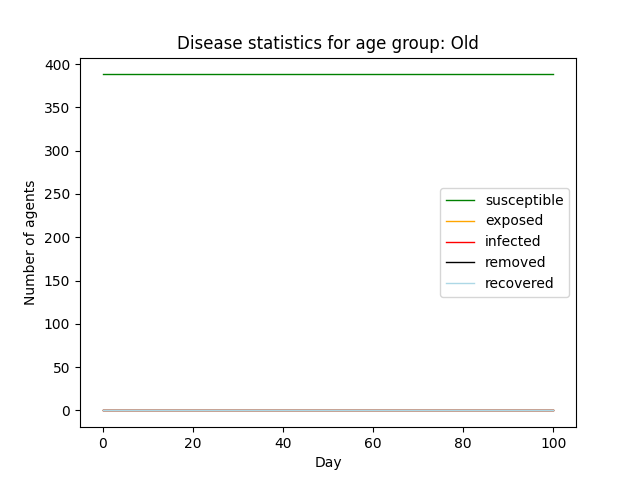 Disease statistics for age group: Old
400
350
300
250
200
150
100
50
0
Number of agents
susceptible
exposed
infected
removed
recovered
0 20 40 60 80 100
Day